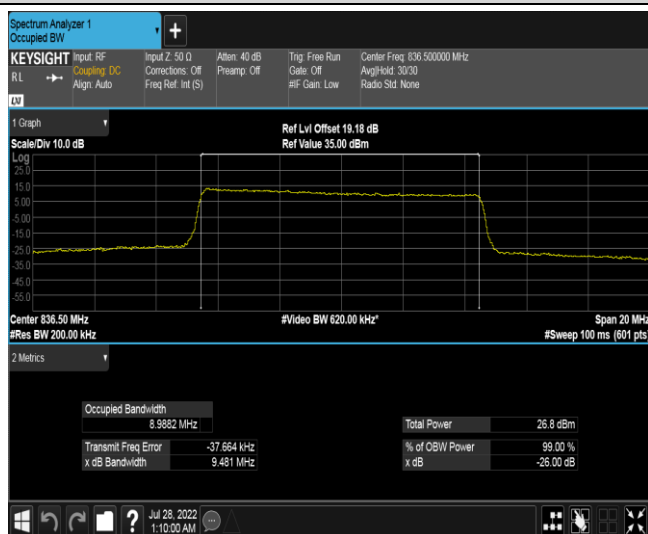 Spectrum Analyzer 1
Occupied BW
+
KEYSIGHT
R L
LXI
Input: RF
Coupling: DC
Align: Auto
Input Z: 50 Ω
Corrections: Off
Freq Ref: Int (S)
Atten: 40 dB
Preamp: Off
Trig: Free Run
Gate: Off
#IF Gain: Low
Center Freq: 836.500000 MHz
Avg|Hold: 30/30
Radio Std: None
1 Graph
Scale/Div 10.0 dB
Ref Lvl Offset 19.18 dB
Ref Value 35.00 dBm
Log
25.0
15.0
5.00
-5.00
-15.0
-25.0
-35.0
-45.0
-55.0
Center 836.50 MHz
#Res BW 200.00 kHz
#Video BW 620.00 kHz*
Span 20 MHz
#Sweep 100 ms (601 pts)
2 Metrics
Occupied Bandwidth
8.9882 MHz
Transmit Freq Error -37.664 kHz
x dB Bandwidth 9.481 MHz
Total Power 26.8 dBm
% of OBW Power 99.00 %
x dB -26.00 dB
?
Jul 28, 2022
1:10:00 AM